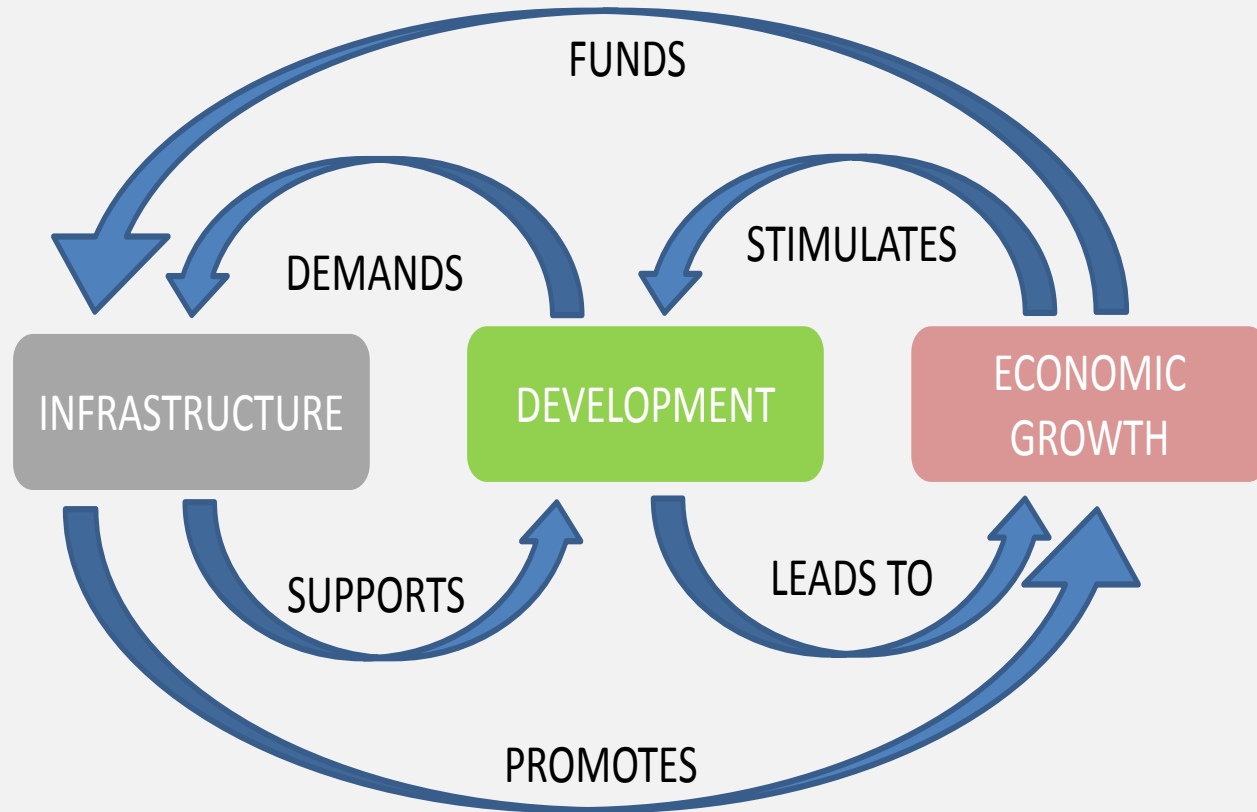 FUNDS
DEMANDS
STIMULATES
INFRASTRUCTURE
DEVELOPMENT
ECONOMIC
GROWTH
SUPPORTS
LEADS TO
PROMOTES